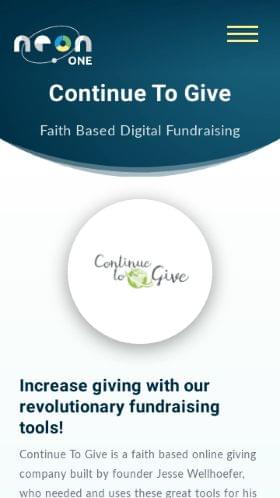 neon
ONE
Continue To Give
Faith Based Digital Fundraising
Continue
to Give
Increase giving with our
revolutionary fundraising
tools!
Continue To Give is a faith based online giving
company built by founder Jesse Wellhoefer,
who needed and uses these great tools for his